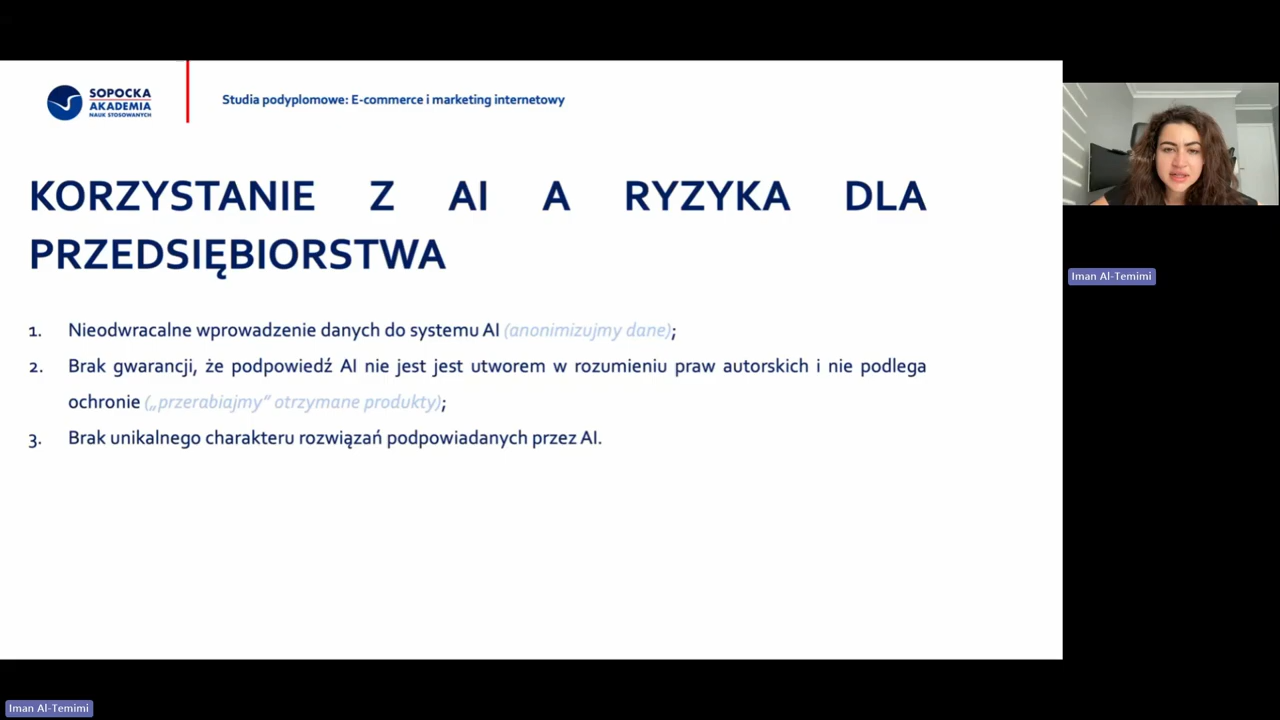 SOPOCKA
AKADEMIA
NAUK STOSOWANYCH
Studia podyplomowe: E-commerce i marketing internetowy
KORZYSTANIE Z AI A RYZYKA DLA
PRZEDSIĘBIORSTWA
1. Nieodwracalne wprowadzenie danych do systemu AI (anonimizujmy dane);
2. Brak gwarancji, że podpowiedź AI nie jest jest utworem w rozumieniu praw autorskich i nie podlega
ochronie („przerabiajmy“ otrzymane produkty);
3. Brak unikalnego charakteru rozwiązań podpowiadanych przez AI.
Iman Al-Temimi
Iman Al-Temimi